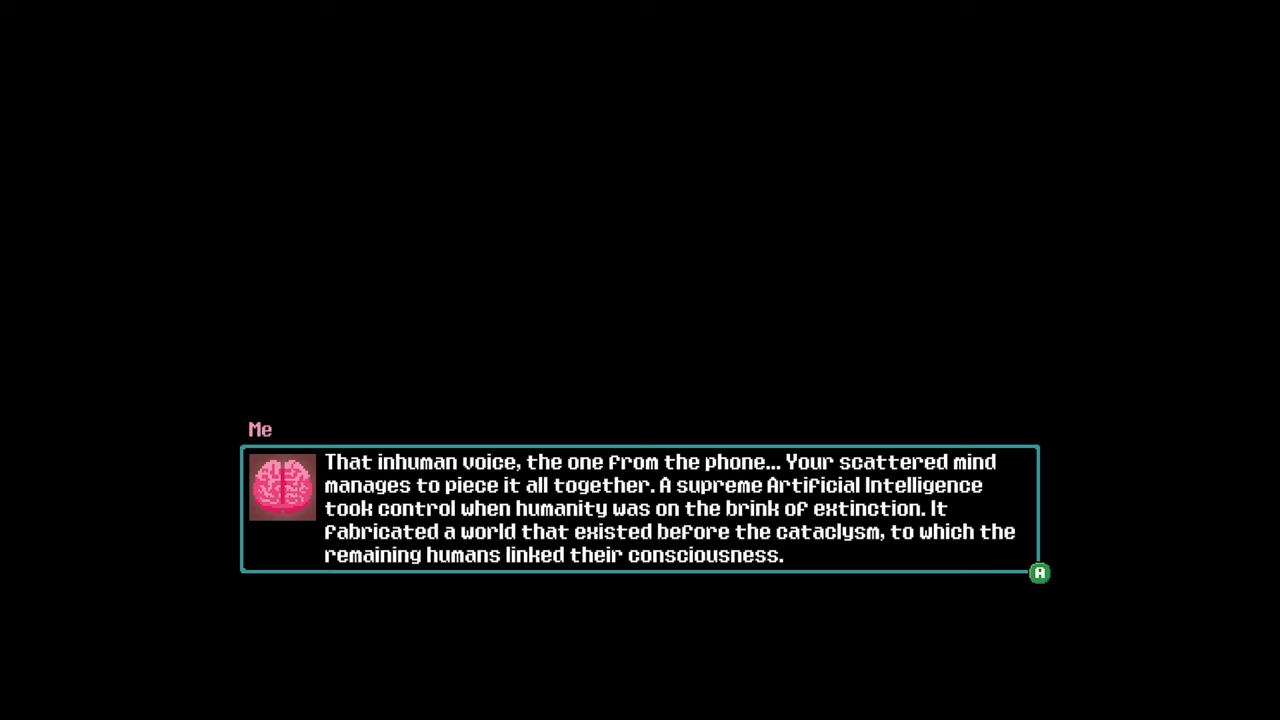 Me
That inhuman voice, the one from the phone... Your scattered mind
manages to piece it all together. A supreme Artificial Intelligence
took control when humanity was on the brink of extinction. It
fabricated a world that existed before the cataclysm, to which the
remaining humans linked their consciousness.
A